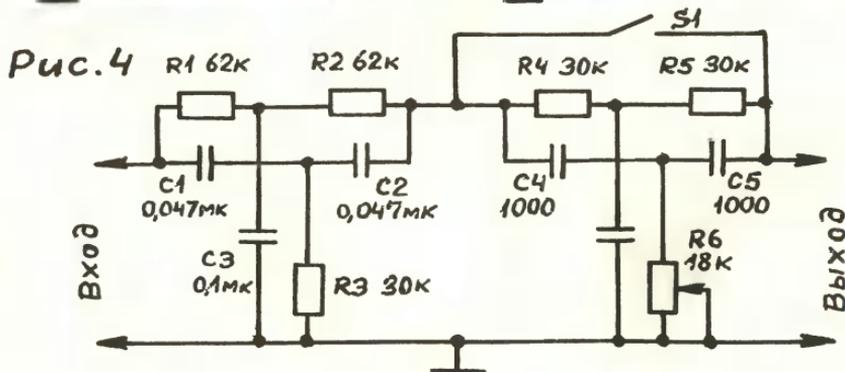 Рис.4
S1
R1 62к
R2 62к
R4 30к
R5 30к
C1
0,047мк
C2
0,047мк
C4
1000
C5
1000
C3
0,1мк
R3 30к
R6
18к
Вход
Выход